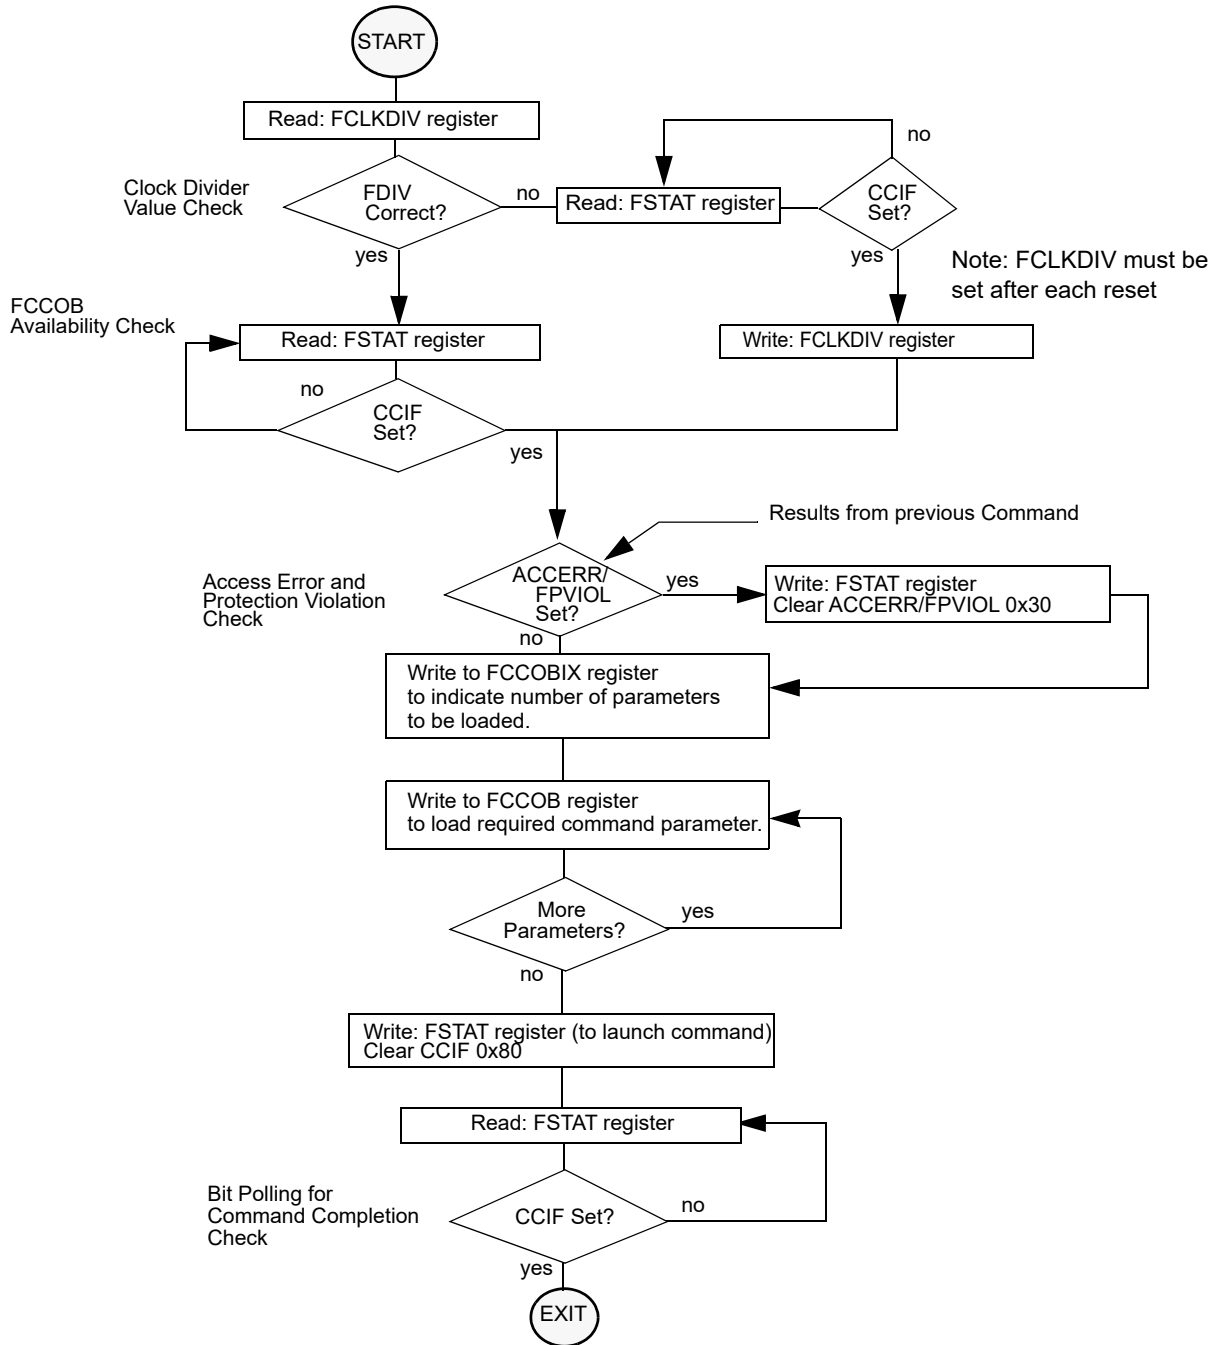 START
Read: FCLKDIV register
no
Clock Divider
Value Check
FDIV
Correct?
no
Read: FSTAT register
CCIF
Set?
yes
yes
Note: FCLKDIV must be
set after each reset
FCCOB
Availability Check
Read: FSTAT register
Write: FCLKDIV register
no
CCIF
Set?
yes
Results from previous Command
Access Error and
Protection Violation
Check
ACCERR/
FPVIOL
Set?
yes
Write: FSTAT register
Clear ACCERR/FPVIOL 0x30
no
Write to FCCOBIX register
to indicate number of parameters
to be loaded.
Write to FCCOB register
to load required command parameter.
More
Parameters?
yes
no
Write: FSTAT register (to launch command)
Clear CCIF 0x80
Read: FSTAT register
Bit Polling for
Command Completion
Check
CCIF Set?
no
yes
EXIT